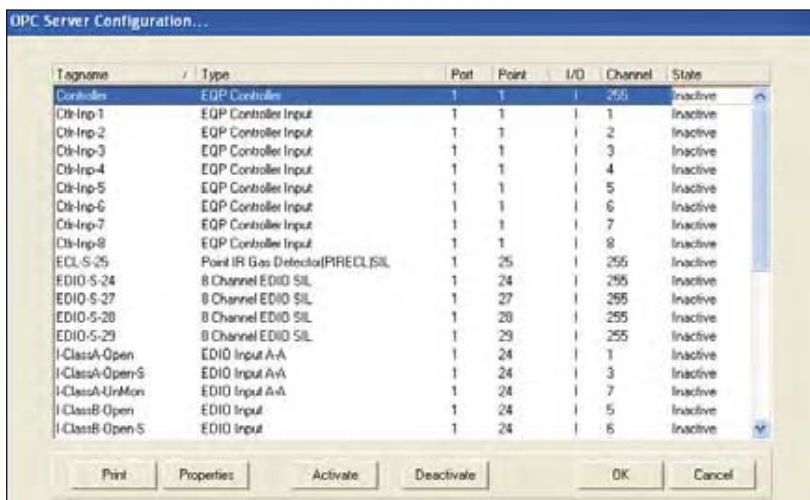 OPC Server Configuration...
Tagname / Type Port Point I/O Channel State
Controller EQP Controller 1 1 I 255 Inactive
Ctlr-Inp-1 EQP Controller Input 1 1 I 1 Inactive
Ctlr-Inp-2 EQP Controller Input 1 1 I 2 Inactive
Ctlr-Inp-3 EQP Controller Input 1 1 I 3 Inactive
Ctlr-Inp-4 EQP Controller Input 1 1 I 4 Inactive
Ctlr-Inp-5 EQP Controller Input 1 1 I 5 Inactive
Ctlr-Inp-6 EQP Controller Input 1 1 I 6 Inactive
Ctlr-Inp-7 EQP Controller Input 1 1 I 7 Inactive
Ctlr-Inp-8 EQP Controller Input 1 1 I 8 Inactive
ECL-S-25 Point IR Gas Detector(PIRECL)SIL 1 25 I 255 Inactive
EDIO-S-24 8 Channel EDIO SIL 1 24 I 255 Inactive
EDIO-S-27 8 Channel EDIO SIL 1 27 I 255 Inactive
EDIO-S-28 8 Channel EDIO SIL 1 28 I 255 Inactive
EDIO-S-29 8 Channel EDIO SIL 1 29 I 255 Inactive
I-ClassA-Open EDIO Input A-A 1 24 I 1 Inactive
I-ClassA-Open-S EDIO Input A-A 1 24 I 3 Inactive
I-ClassA-UnMon EDIO Input A-A 1 24 I 7 Inactive
I-ClassB-Open EDIO Input 1 24 I 5 Inactive
I-ClassB-Open-S EDIO Input 1 24 I 6 Inactive
Print Properties Activate Deactivate OK Cancel